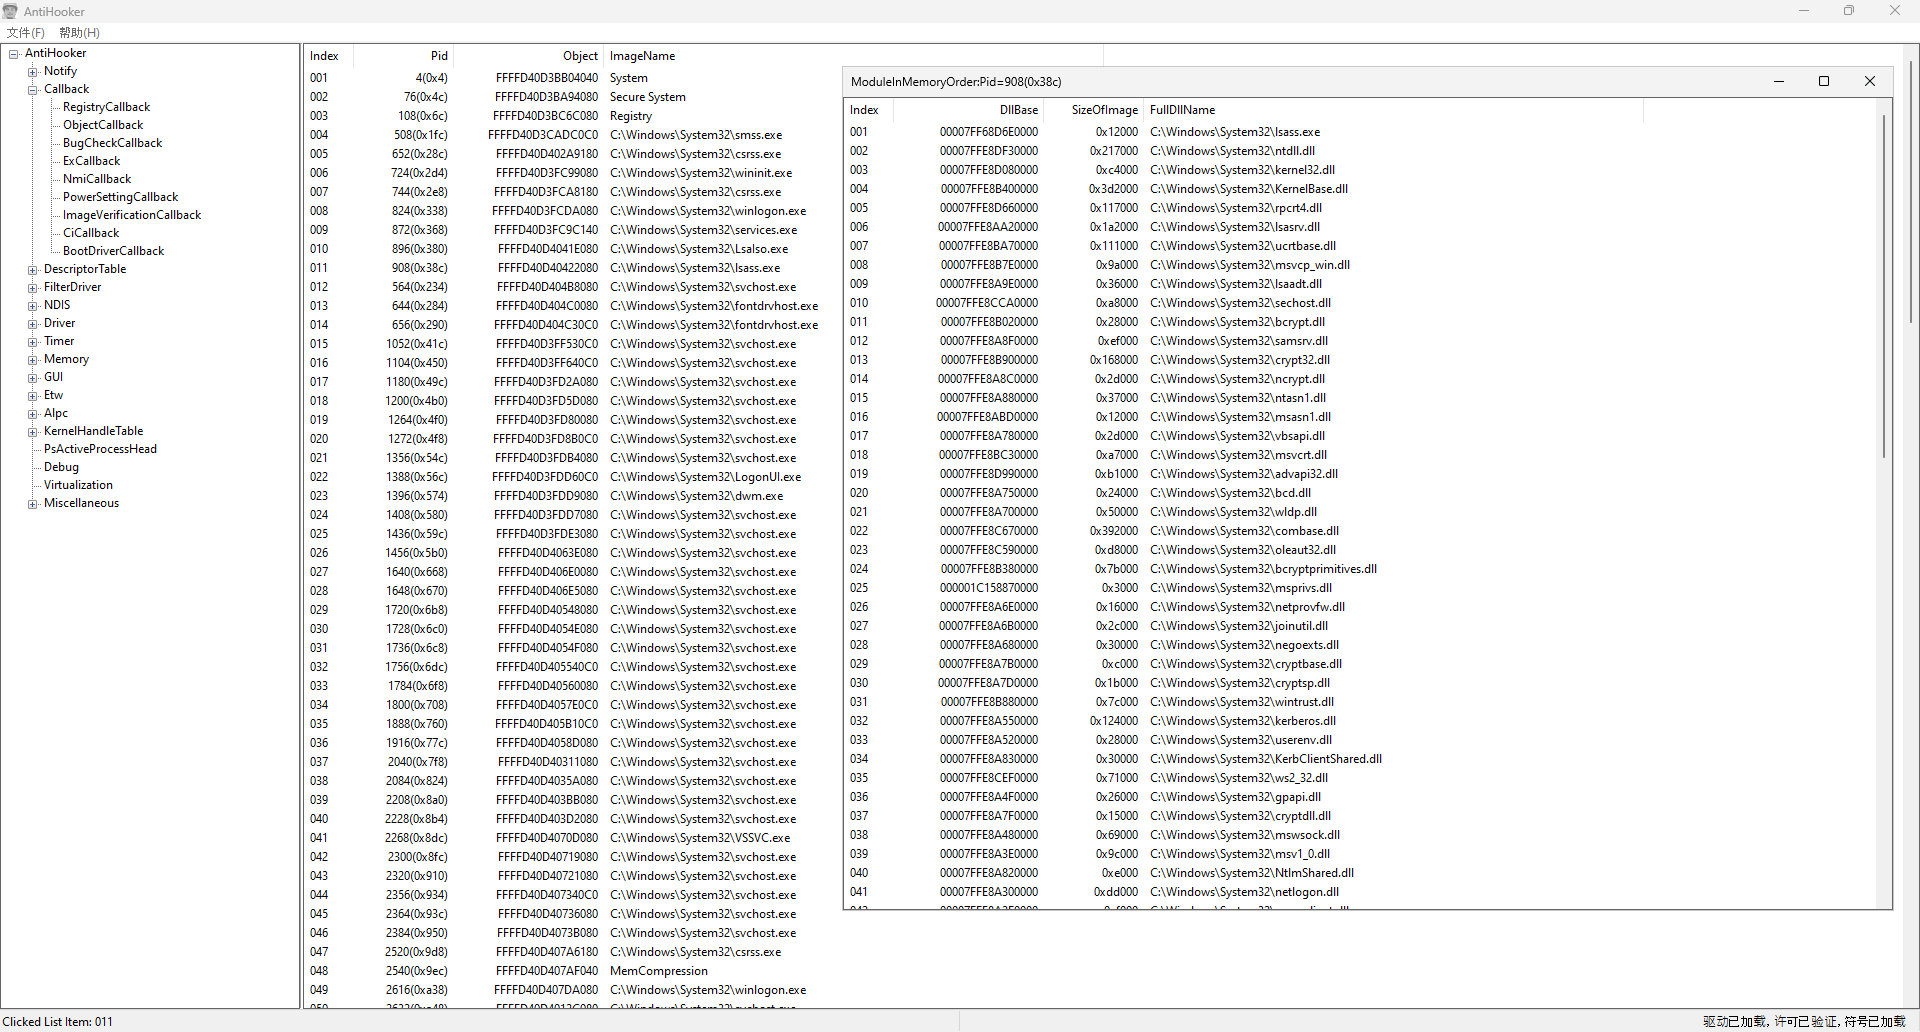 AntiHooker
文件(F) 帮助(H)
AntiHooker
Notify
Callback
RegistryCallback
ObjectCallback
BugCheckCallback
ExCallback
NmiCallback
PowerSettingCallback
ImageVerificationCallback
CiCallback
BootDriverCallback
DescriptorTable
FilterDriver
NDIS
Driver
Timer
Memory
GUI
Etw
Alpc
KernelHandleTable
PsActiveProcessHead
Debug
Virtualization
Miscellaneous
Index Pid Object ImageName
001 4(0x4) FFFFD40D3BB04040 System
002 76(0x4c) FFFFD40D3BA94080 Secure System
003 108(0x6c) FFFFD40D3BC6C080 Registry
004 508(0x1fc) FFFFD40D3CADC0C0 C:\Windows\System32\smss.exe
005 652(0x28c) FFFFD40D402A9180 C:\Windows\System32\csrss.exe
006 724(0x2d4) FFFFD40D3FC99080 C:\Windows\System32\wininit.exe
007 744(0x2e8) FFFFD40D3FCA8180 C:\Windows\System32\csrss.exe
008 824(0x338) FFFFD40D3FCDA080 C:\Windows\System32\winlogon.exe
009 872(0x368) FFFFD40D3FC9C140 C:\Windows\System32\services.exe
010 896(0x380) FFFFD40D4041E080 C:\Windows\System32\LsaIso.exe
011 908(0x38c) FFFFD40D40422080 C:\Windows\System32\lsass.exe
012 564(0x234) FFFFD40D404B8080 C:\Windows\System32\svchost.exe
013 644(0x284) FFFFD40D404C0080 C:\Windows\System32\fontdrvhost.exe
014 656(0x290) FFFFD40D404C30C0 C:\Windows\System32\fontdrvhost.exe
015 1052(0x41c) FFFFD40D3FF530C0 C:\Windows\System32\svchost.exe
016 1104(0x450) FFFFD40D3FF640C0 C:\Windows\System32\svchost.exe
017 1180(0x49c) FFFFD40D3FD2A080 C:\Windows\System32\svchost.exe
018 1200(0x4b0) FFFFD40D3FD5D080 C:\Windows\System32\svchost.exe
019 1264(0x4f0) FFFFD40D3FD80080 C:\Windows\System32\svchost.exe
020 1272(0x4f8) FFFFD40D3FD8B0C0 C:\Windows\System32\svchost.exe
021 1356(0x54c) FFFFD40D3FDB4080 C:\Windows\System32\svchost.exe
022 1388(0x56c) FFFFD40D3FDD60C0 C:\Windows\System32\LogonUI.exe
023 1396(0x574) FFFFD40D3FDD9080 C:\Windows\System32\dwm.exe
024 1408(0x580) FFFFD40D3FDD7080 C:\Windows\System32\svchost.exe
025 1436(0x59c) FFFFD40D3FDE3080 C:\Windows\System32\svchost.exe
026 1456(0x5b0) FFFFD40D4063E080 C:\Windows\System32\svchost.exe
027 1640(0x668) FFFFD40D406E0080 C:\Windows\System32\svchost.exe
028 1648(0x670) FFFFD40D406E5080 C:\Windows\System32\svchost.exe
029 1720(0x6b8) FFFFD40D40548080 C:\Windows\System32\svchost.exe
030 1728(0x6c0) FFFFD40D4054E080 C:\Windows\System32\svchost.exe
031 1736(0x6c8) FFFFD40D4054F080 C:\Windows\System32\svchost.exe
032 1756(0x6dc) FFFFD40D405540C0 C:\Windows\System32\svchost.exe
033 1784(0x6f8) FFFFD40D40560080 C:\Windows\System32\svchost.exe
034 1800(0x708) FFFFD40D4057E0C0 C:\Windows\System32\svchost.exe
035 1888(0x760) FFFFD40D405B10C0 C:\Windows\System32\svchost.exe
036 1916(0x77c) FFFFD40D4058D080 C:\Windows\System32\svchost.exe
037 2040(0x7f8) FFFFD40D40311080 C:\Windows\System32\svchost.exe
038 2084(0x824) FFFFD40D4035A080 C:\Windows\System32\svchost.exe
039 2208(0x8a0) FFFFD40D403BB080 C:\Windows\System32\svchost.exe
040 2228(0x8b4) FFFFD40D403D2080 C:\Windows\System32\svchost.exe
041 2268(0x8dc) FFFFD40D4070D080 C:\Windows\System32\VSSVC.exe
042 2300(0x8fc) FFFFD40D40719080 C:\Windows\System32\svchost.exe
043 2320(0x910) FFFFD40D40721080 C:\Windows\System32\svchost.exe
044 2356(0x934) FFFFD40D407340C0 C:\Windows\System32\svchost.exe
045 2364(0x93c) FFFFD40D40736080 C:\Windows\System32\svchost.exe
046 2384(0x950) FFFFD40D4073B080 C:\Windows\System32\svchost.exe
047 2520(0x9d8) FFFFD40D407A6180 C:\Windows\System32\csrss.exe
048 2540(0x9ec) FFFFD40D407AF040 MemCompression
049 2616(0xa38) FFFFD40D407DA080 C:\Windows\System32\winlogon.exe
ModuleInMemoryOrder:Pid=908(0x38c)
Index DllBase SizeOfImage FullDllName
001 00007FF68D6E0000 0x12000 C:\Windows\System32\lsass.exe
002 00007FFE8DF30000 0x217000 C:\Windows\System32\ntdll.dll
003 00007FFE8D080000 0xc4000 C:\Windows\System32\kernel32.dll
004 00007FFE8B400000 0x3d2000 C:\Windows\System32\KernelBase.dll
005 00007FFE8D660000 0x117000 C:\Windows\System32\rpcrt4.dll
006 00007FFE8AA20000 0x1a2000 C:\Windows\System32\lsasrv.dll
007 00007FFE8BA70000 0x111000 C:\Windows\System32\ucrtbase.dll
008 00007FFE8B7E0000 0x9a000 C:\Windows\System32\msvcp_win.dll
009 00007FFE8A9E0000 0x36000 C:\Windows\System32\lsaadt.dll
010 00007FFE8CCA0000 0xa8000 C:\Windows\System32\sechost.dll
011 00007FFE8B020000 0x28000 C:\Windows\System32\bcrypt.dll
012 00007FFE8A8F0000 0xef000 C:\Windows\System32\samsrv.dll
013 00007FFE8B900000 0x168000 C:\Windows\System32\crypt32.dll
014 00007FFE8A8C0000 0x2d000 C:\Windows\System32\ncrypt.dll
015 00007FFE8A880000 0x37000 C:\Windows\System32\ntasn1.dll
016 00007FFE8ABD0000 0x12000 C:\Windows\System32\msasn1.dll
017 00007FFE8A780000 0x2d000 C:\Windows\System32\vbsapi.dll
018 00007FFE8BC30000 0xa7000 C:\Windows\System32\msvcrt.dll
019 00007FFE8D990000 0xb1000 C:\Windows\System32\advapi32.dll
020 00007FFE8A750000 0x24000 C:\Windows\System32\bcd.dll
021 00007FFE8A700000 0x50000 C:\Windows\System32\wldp.dll
022 00007FFE8C670000 0x392000 C:\Windows\System32\combase.dll
023 00007FFE8C590000 0xd8000 C:\Windows\System32\oleaut32.dll
024 00007FFE8B380000 0x7b000 C:\Windows\System32\bcryptprimitives.dll
025 000001C158870000 0x3000 C:\Windows\System32\msprivs.dll
026 00007FFE8A6E0000 0x16000 C:\Windows\System32\netprovfw.dll
027 00007FFE8A6B0000 0x2c000 C:\Windows\System32\joinutil.dll
028 00007FFE8A680000 0x30000 C:\Windows\System32\negoexts.dll
029 00007FFE8A7B0000 0xc000 C:\Windows\System32\cryptbase.dll
030 00007FFE8A7D0000 0x1b000 C:\Windows\System32\cryptsp.dll
031 00007FFE8B880000 0x7c000 C:\Windows\System32\wintrust.dll
032 00007FFE8A550000 0x124000 C:\Windows\System32\kerberos.dll
033 00007FFE8A520000 0x28000 C:\Windows\System32\userenv.dll
034 00007FFE8A830000 0x30000 C:\Windows\System32\KerbClientShared.dll
035 00007FFE8CEF0000 0x71000 C:\Windows\System32\ws2_32.dll
036 00007FFE8A4F0000 0x26000 C:\Windows\System32\gpapi.dll
037 00007FFE8A7F0000 0x15000 C:\Windows\System32\cryptdll.dll
038 00007FFE8A480000 0x69000 C:\Windows\System32\mswsock.dll
039 00007FFE8A3E0000 0x9c000 C:\Windows\System32\msv1_0.dll
040 00007FFE8A820000 0xe000 C:\Windows\System32\NtlmShared.dll
041 00007FFE8A300000 0xdd000 C:\Windows\System32\netlogon.dll
Clicked List Item: 011
驱动已加载, 许可已验证, 符号已加载